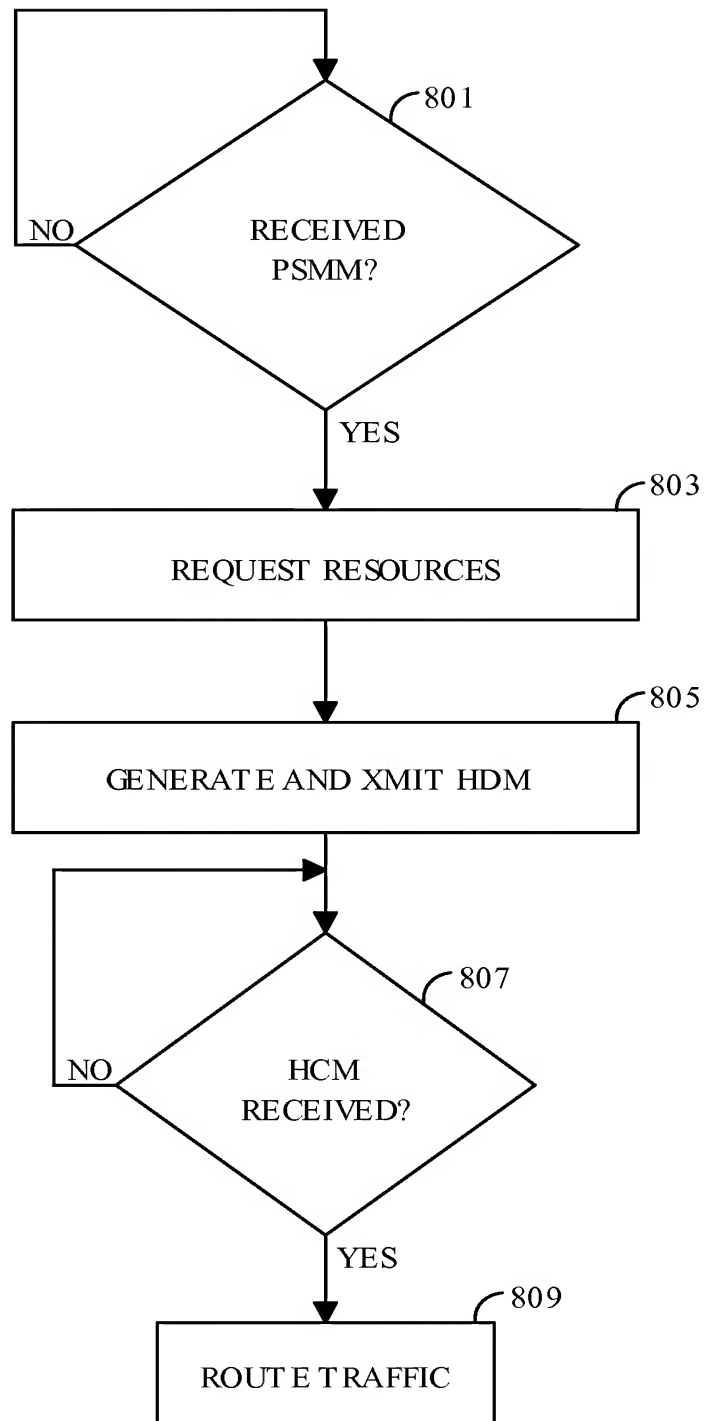 801
NO
RECEIVED
PSMM?
YES
803
REQUEST RESOURCES
805
GENERATE AND XMIT HDM
807
NO
HCM
RECEIVED?
YES
809
ROUTE TRAFFIC